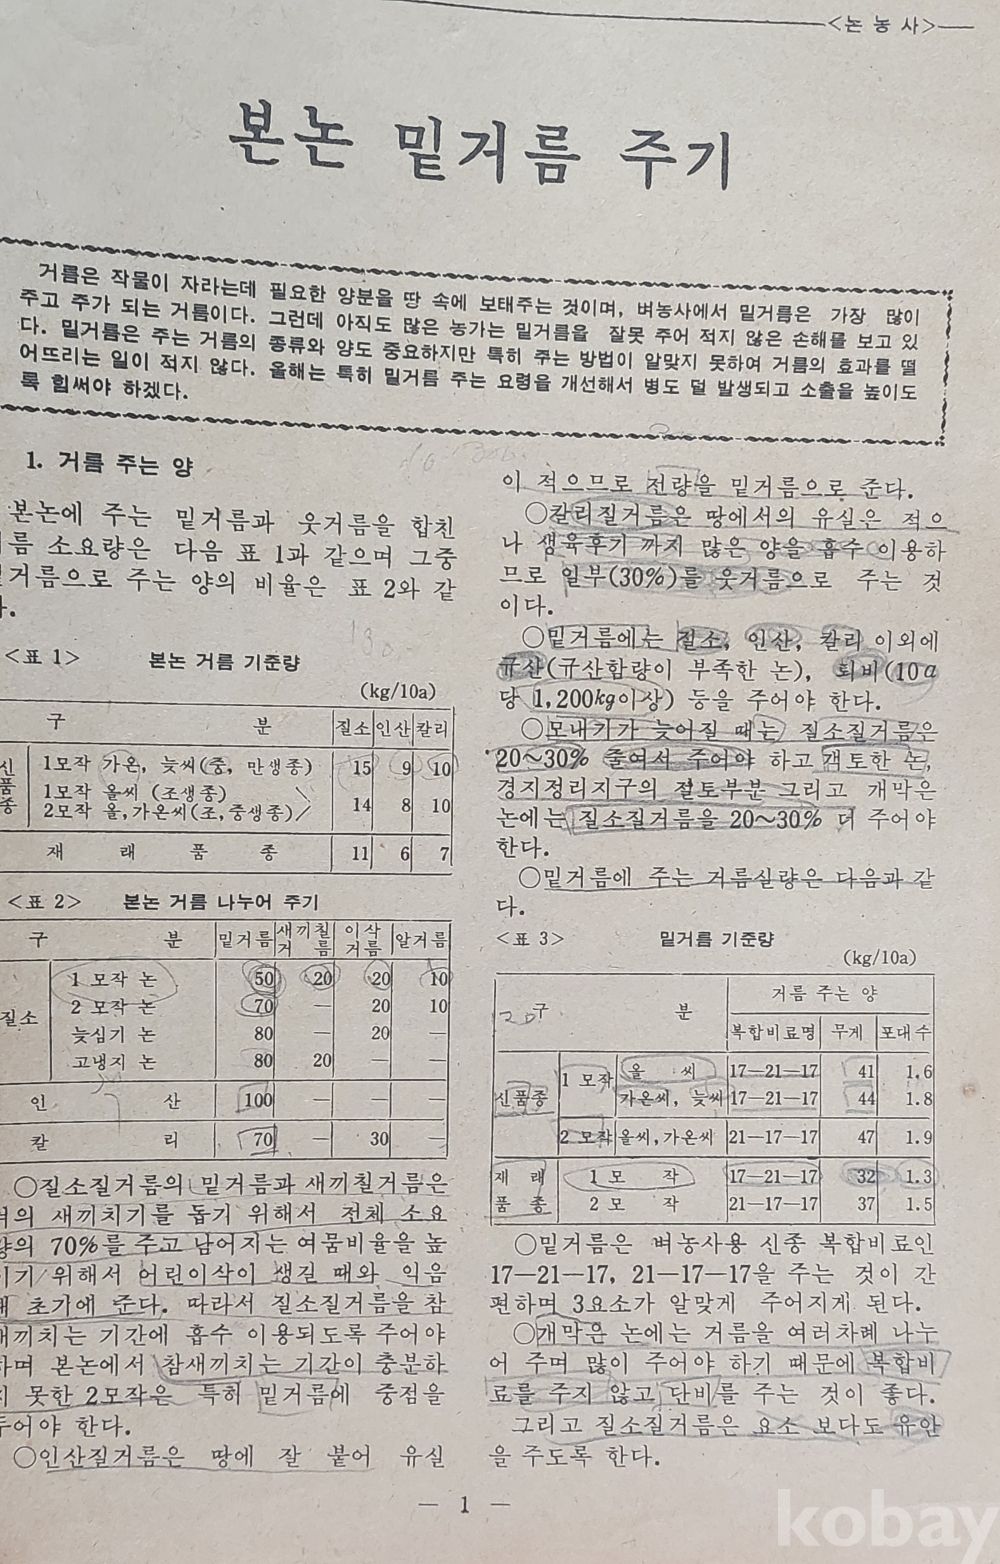 <논 농 사>
본논 밑거름 주기
거름은 작물이 자라는데 필요한 양분을 땅 속에 보태주는 것이며, 벼농사에서 밑거름은 가장 많이
주고 주가 되는 거름이다. 그런데 아직도 많은 농가는 밑거름을 잘못 주어 적지 않은 손해를 보고 있
다. 밑거름은 주는 거름의 종류와 양도 중요하지만 특히 주는 방법이 알맞지 못하여 거름의 효과를 떨
어뜨리는 일이 적지 않다. 올해는 특히 밑거름 주는 요령을 개선해서 병도 덜 발생되고 소출을 높이도
록 힘써야 하겠다.
1. 거름 주는 양
본논에 주는 밑거름과 웃거름을 합친
름 소요량은 다음 표 1과 같으며 그중
거름으로 주는 양의 비율은 표 2와 같
.
<표 1> 본논 거름 기준량
(kg/10a)
구 분 질소 인산 칼리
신품종 1모작 가온, 늦씨(중, 만생종) 15 9 10
1모작 올씨 (조생종)
2모작 올,가온씨(조,중생종) 14 8 10
재 래 품 종 11 6 7
<표 2> 본논 거름 나누어 주기
구 분 밑거름 새끼칠거름 이삭거름 알거름
질소 1 모작 논 50 20 20 10
2 모작 논 70 — 20 10
늦심기 논 80 — 20 —
고냉지 논 80 20 — —
인 산 100 — — —
칼 리 70 — 30 —
○질소질거름의 밑거름과 새끼칠거름은
벼의 새끼치기를 돕기 위해서 전체 소요
량의 70%를 주고 남어지는 여뭄비율을 높
이기 위해서 어린이삭이 생길 때와 익음
때 초기에 준다. 따라서 질소질거름을 참
새끼치는 기간에 흡수 이용되도록 주어야
하며 본논에서 참새끼치는 기간이 충분하
지 못한 2모작은 특히 밑거름에 중점을
두어야 한다.
○인산질거름은 땅에 잘 붙어 유실
이 적으므로 전량을 밑거름으로 준다.
○칼리질거름은 땅에서의 유실은 적으
나 생육후기 까지 많은 양을 흡수 이용하
므로 일부(30%)를 웃거름으로 주는 것
이다.
○밑거름에는 질소, 인산, 칼리 이외에
규산(규산함량이 부족한 논), 퇴비(10a
당 1,200kg이상) 등을 주어야 한다.
○모내기가 늦어질 때는 질소질거름은
20~30% 줄여서 주어야 하고 객토한 논,
경지정리지구의 절토부분 그리고 개막은
논에는 질소질거름을 20~30% 더 주어야
한다.
○밑거름에 주는 거름실량은 다음과 같
다.
<표 3> 밑거름 기준량
(kg/10a)
구 분 거름 주는 양
복합비료명 무게 포대수
신품종 1 모작 올 씨 17—21—17 41 1.6
가온씨, 늦씨 17—21—17 44 1.8
2 모작 올씨,가온씨 21—17—17 47 1.9
재래품종 1 모 작 17—21—17 32 1.3
2 모 작 21—17—17 37 1.5
○밑거름은 벼농사용 신종 복합비료인
17—21—17, 21—17—17을 주는 것이 간
편하며 3요소가 알맞게 주어지게 된다.
○개막은 논에는 거름을 여러차례 나누
어 주며 많이 주어야 하기 때문에 복합비
료를 주지 않고 단비를 주는 것이 좋다.
그리고 질소질거름은 요소 보다도 유안
을 주도록 한다.
— 1 —
kobay